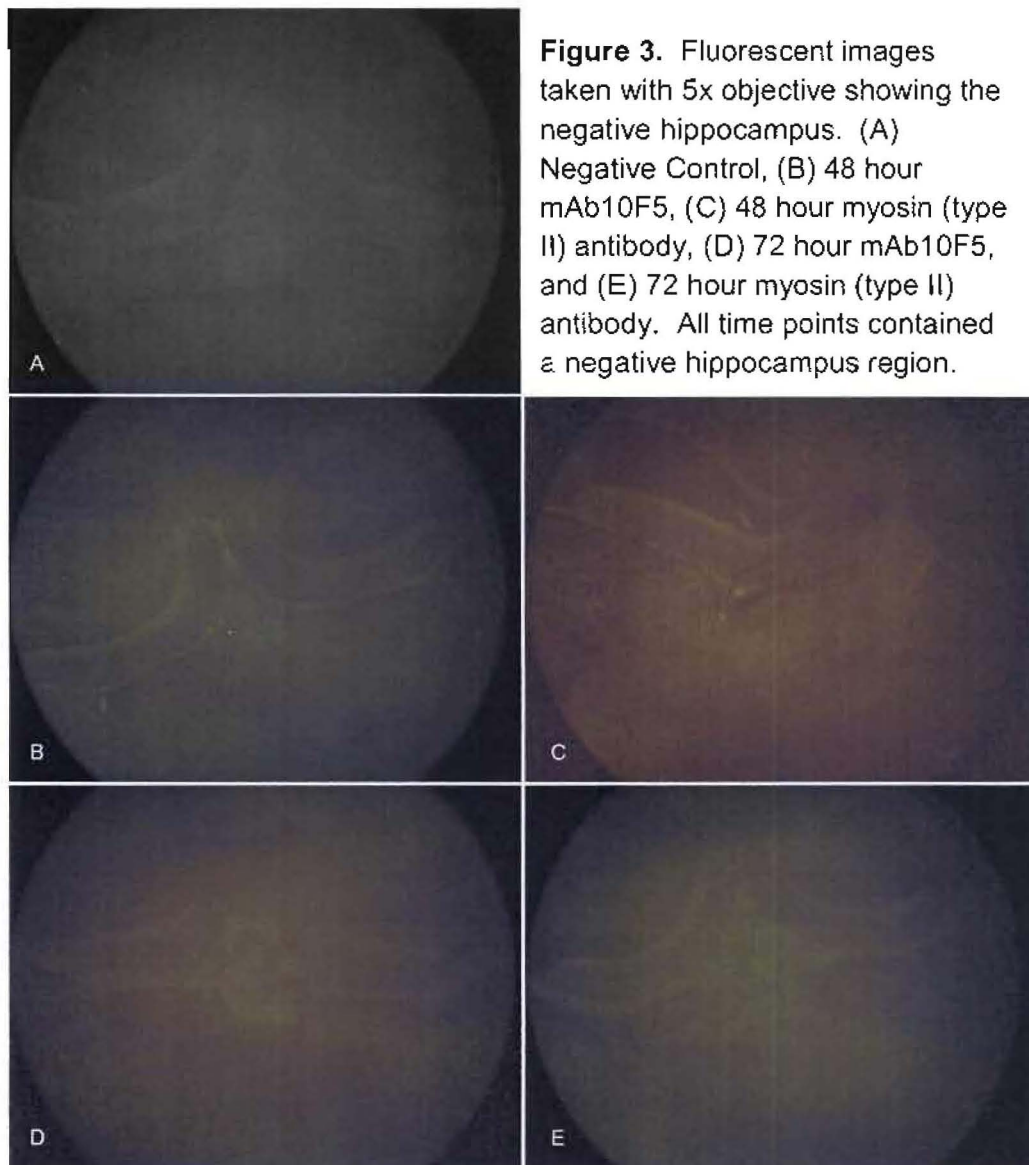 Figure 3. Fluorescent images
taken with 5x objective showing the
negative hippocampus. (A)
Negative Control, (B) 48 hour
mAb10F5, (C) 48 hour myosin (type
II) antibody, (D) 72 hour mAb10F5,
and (E) 72 hour myosin (type II)
antibody. All time points contained
a negative hippocampus region.
A
B
C
D
E